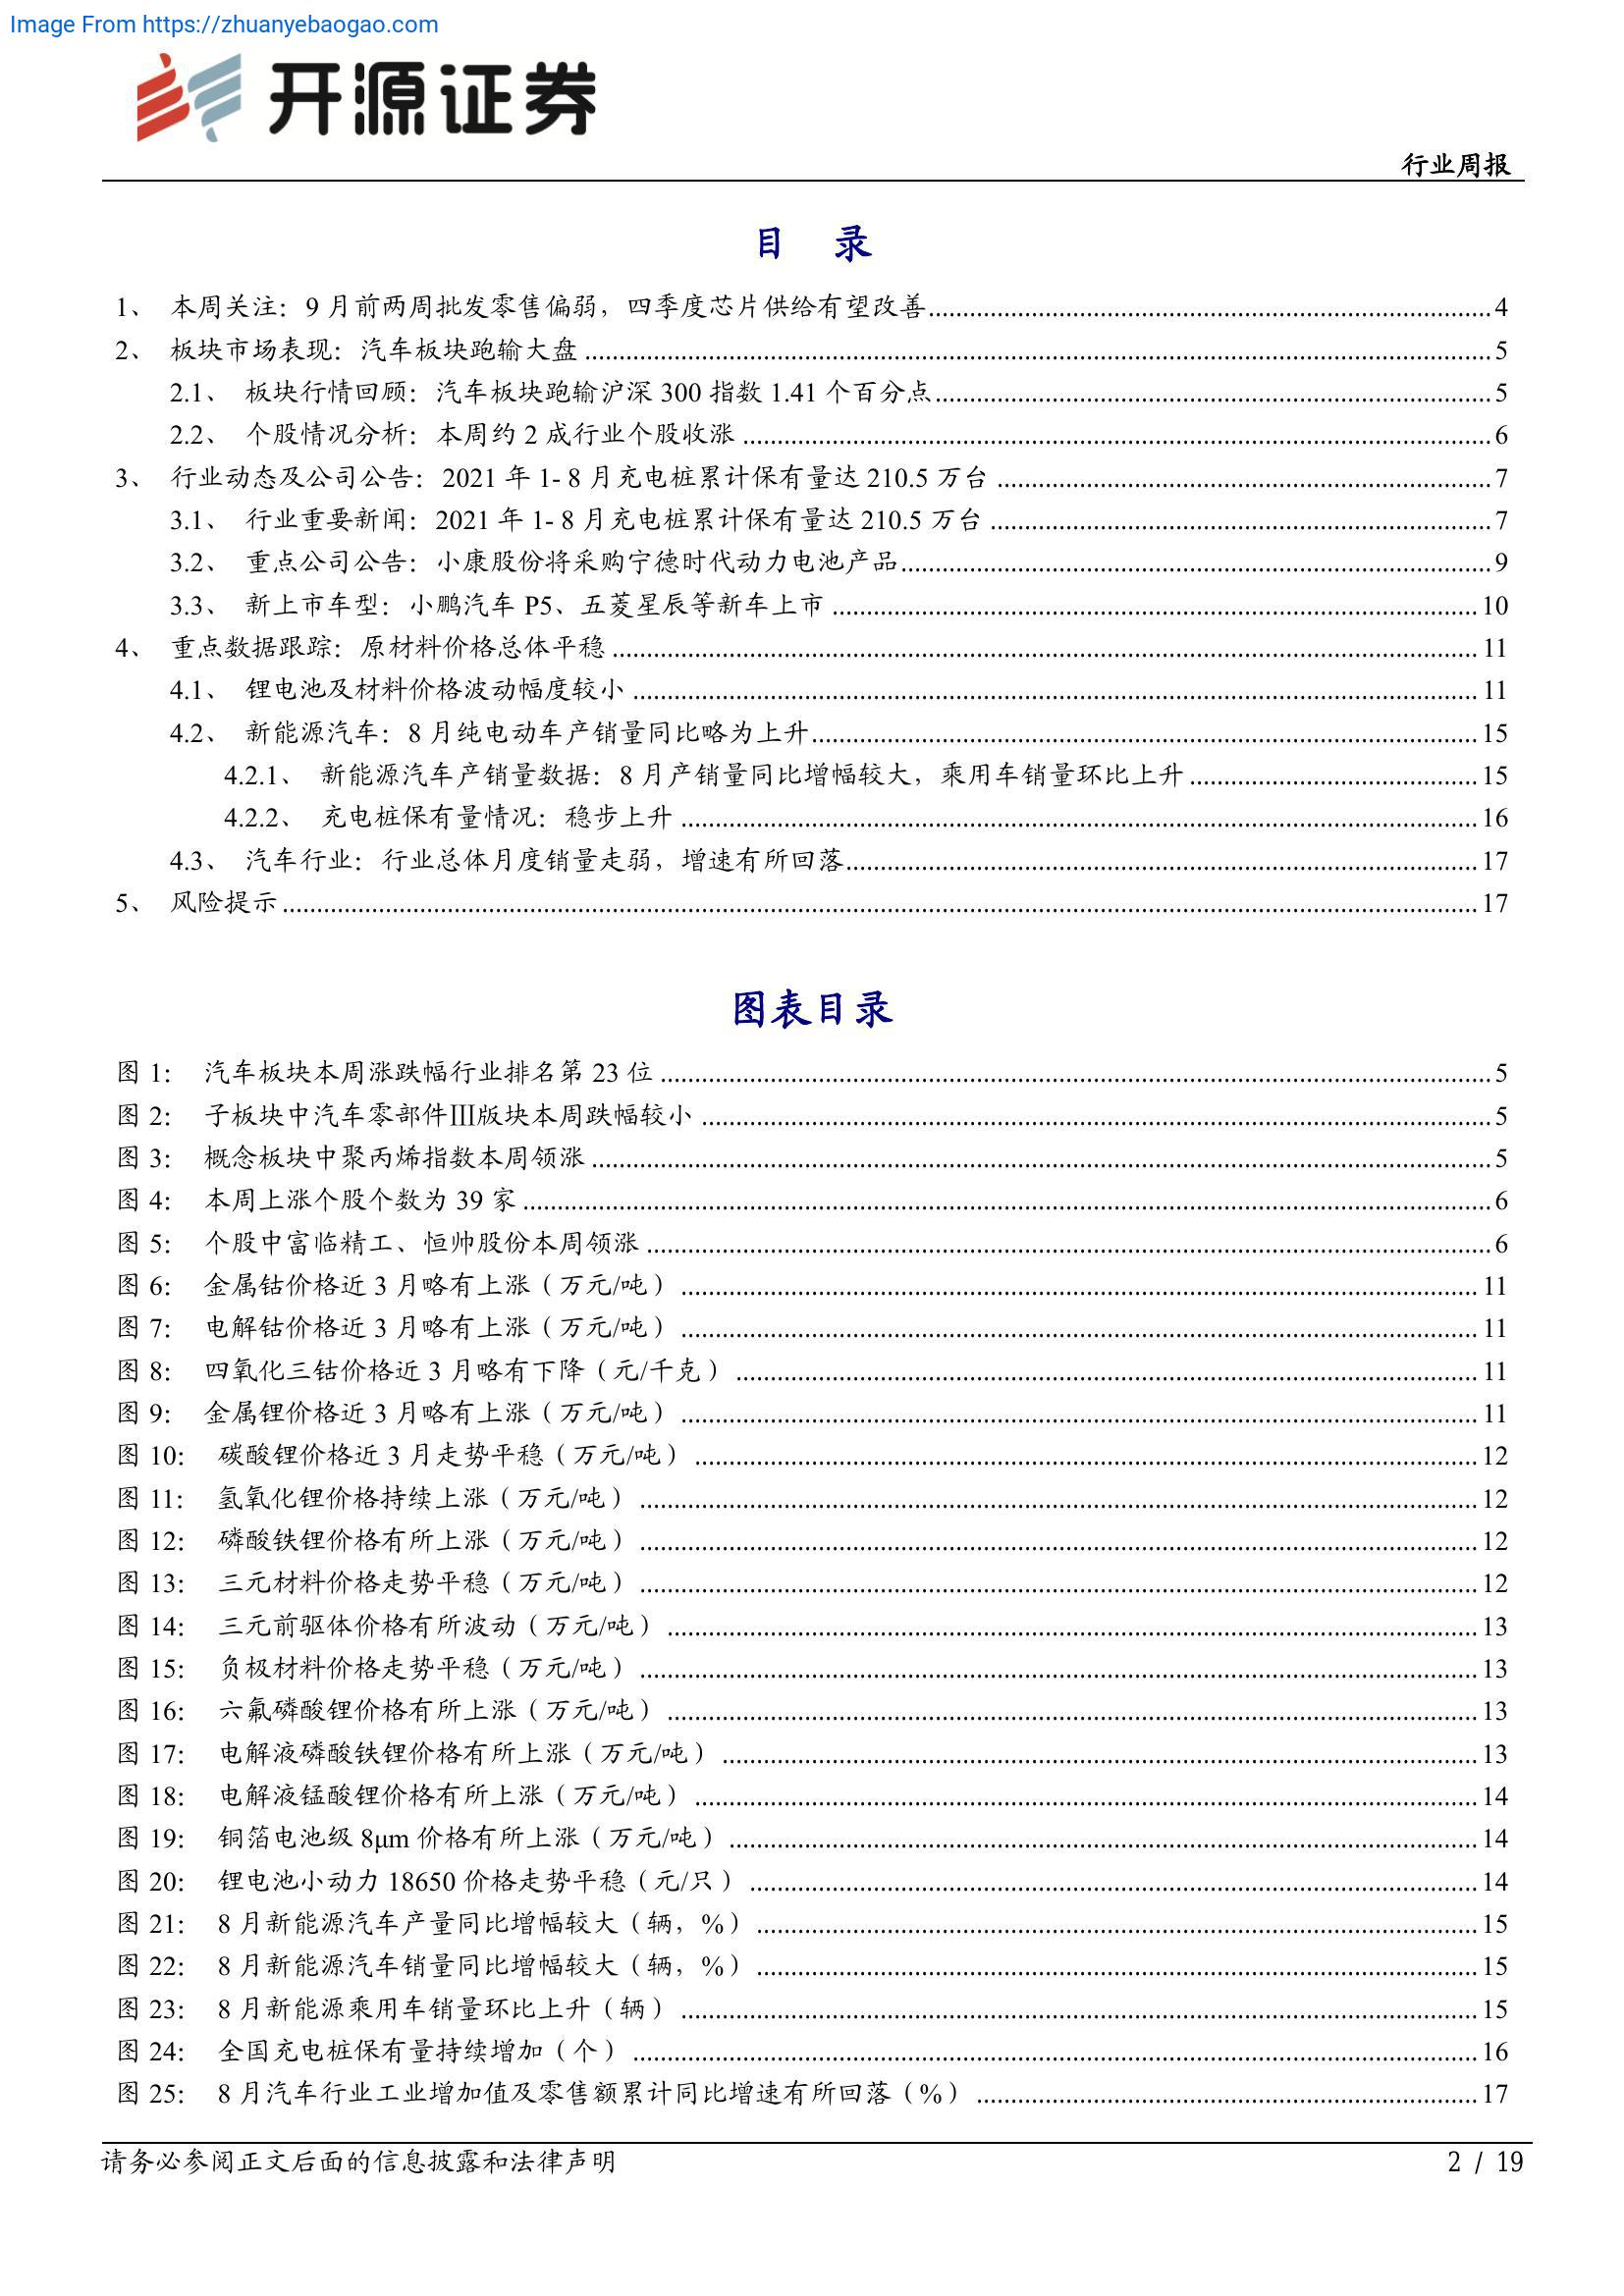 Image From https://zhuanyebaogao.com
开源证券
行业周报
目 录
1、 本周关注：9 月前两周批发零售偏弱，四季度芯片供给有望改善 4
2、 板块市场表现：汽车板块跑输大盘 5
2.1、 板块行情回顾：汽车板块跑输沪深 300 指数 1.41 个百分点 5
2.2、 个股情况分析：本周约 2 成行业个股收涨 6
3、 行业动态及公司公告：2021 年 1- 8 月充电桩累计保有量达 210.5 万台 7
3.1、 行业重要新闻：2021 年 1- 8 月充电桩累计保有量达 210.5 万台 7
3.2、 重点公司公告：小康股份将采购宁德时代动力电池产品 9
3.3、 新上市车型：小鹏汽车 P5、五菱星辰等新车上市 10
4、 重点数据跟踪：原材料价格总体平稳 11
4.1、 锂电池及材料价格波动幅度较小 11
4.2、 新能源汽车：8 月纯电动车产销量同比略为上升 15
4.2.1、 新能源汽车产销量数据：8 月产销量同比增幅较大，乘用车销量环比上升 15
4.2.2、 充电桩保有量情况：稳步上升 16
4.3、 汽车行业：行业总体月度销量走弱，增速有所回落 17
5、 风险提示 17
图表目录
图 1： 汽车板块本周涨跌幅行业排名第 23 位 5
图 2： 子板块中汽车零部件Ⅲ版块本周跌幅较小 5
图 3： 概念板块中聚丙烯指数本周领涨 5
图 4： 本周上涨个股个数为 39 家 6
图 5： 个股中富临精工、恒帅股份本周领涨 6
图 6： 金属钴价格近 3 月略有上涨（万元/吨） 11
图 7： 电解钴价格近 3 月略有上涨（万元/吨） 11
图 8： 四氧化三钴价格近 3 月略有下降（元/千克） 11
图 9： 金属锂价格近 3 月略有上涨（万元/吨） 11
图 10： 碳酸锂价格近 3 月走势平稳（万元/吨） 12
图 11： 氢氧化锂价格持续上涨（万元/吨） 12
图 12： 磷酸铁锂价格有所上涨（万元/吨） 12
图 13： 三元材料价格走势平稳（万元/吨） 12
图 14： 三元前驱体价格有所波动（万元/吨） 13
图 15： 负极材料价格走势平稳（万元/吨） 13
图 16： 六氟磷酸锂价格有所上涨（万元/吨） 13
图 17： 电解液磷酸铁锂价格有所上涨（万元/吨） 13
图 18： 电解液锰酸锂价格有所上涨（万元/吨） 14
图 19： 铜箔电池级 8μm 价格有所上涨（万元/吨） 14
图 20： 锂电池小动力 18650 价格走势平稳（元/只） 14
图 21： 8 月新能源汽车产量同比增幅较大（辆，%） 15
图 22： 8 月新能源汽车销量同比增幅较大（辆，%） 15
图 23： 8 月新能源乘用车销量环比上升（辆） 15
图 24： 全国充电桩保有量持续增加（个） 16
图 25： 8 月汽车行业工业增加值及零售额累计同比增速有所回落（%） 17
请务必参阅正文后面的信息披露和法律声明 2 / 19